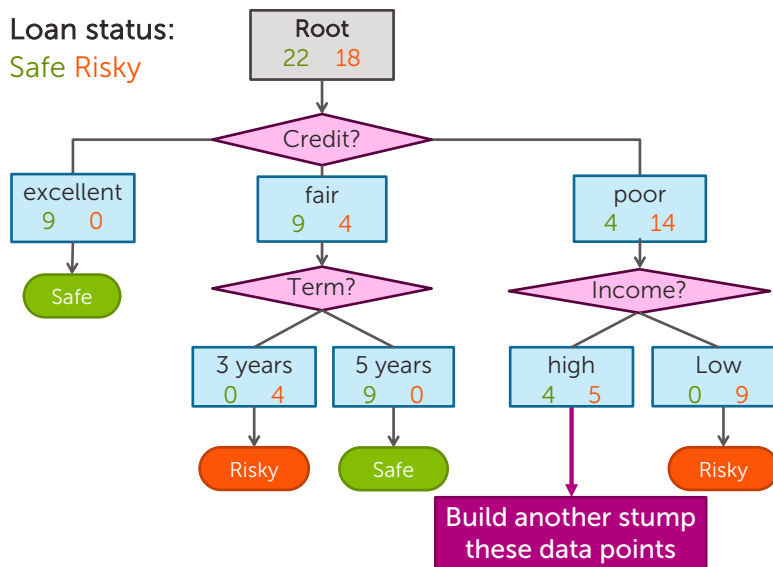 Loan status:
Safe Risky
Root
22 18
Credit?
excellent
9 0
fair
9 4
poor
4 14
Safe
Term?
Income?
3 years
0 4
5 years
9 0
high
4 5
Low
0 9
Risky
Safe
Risky
Build another stump
these data points